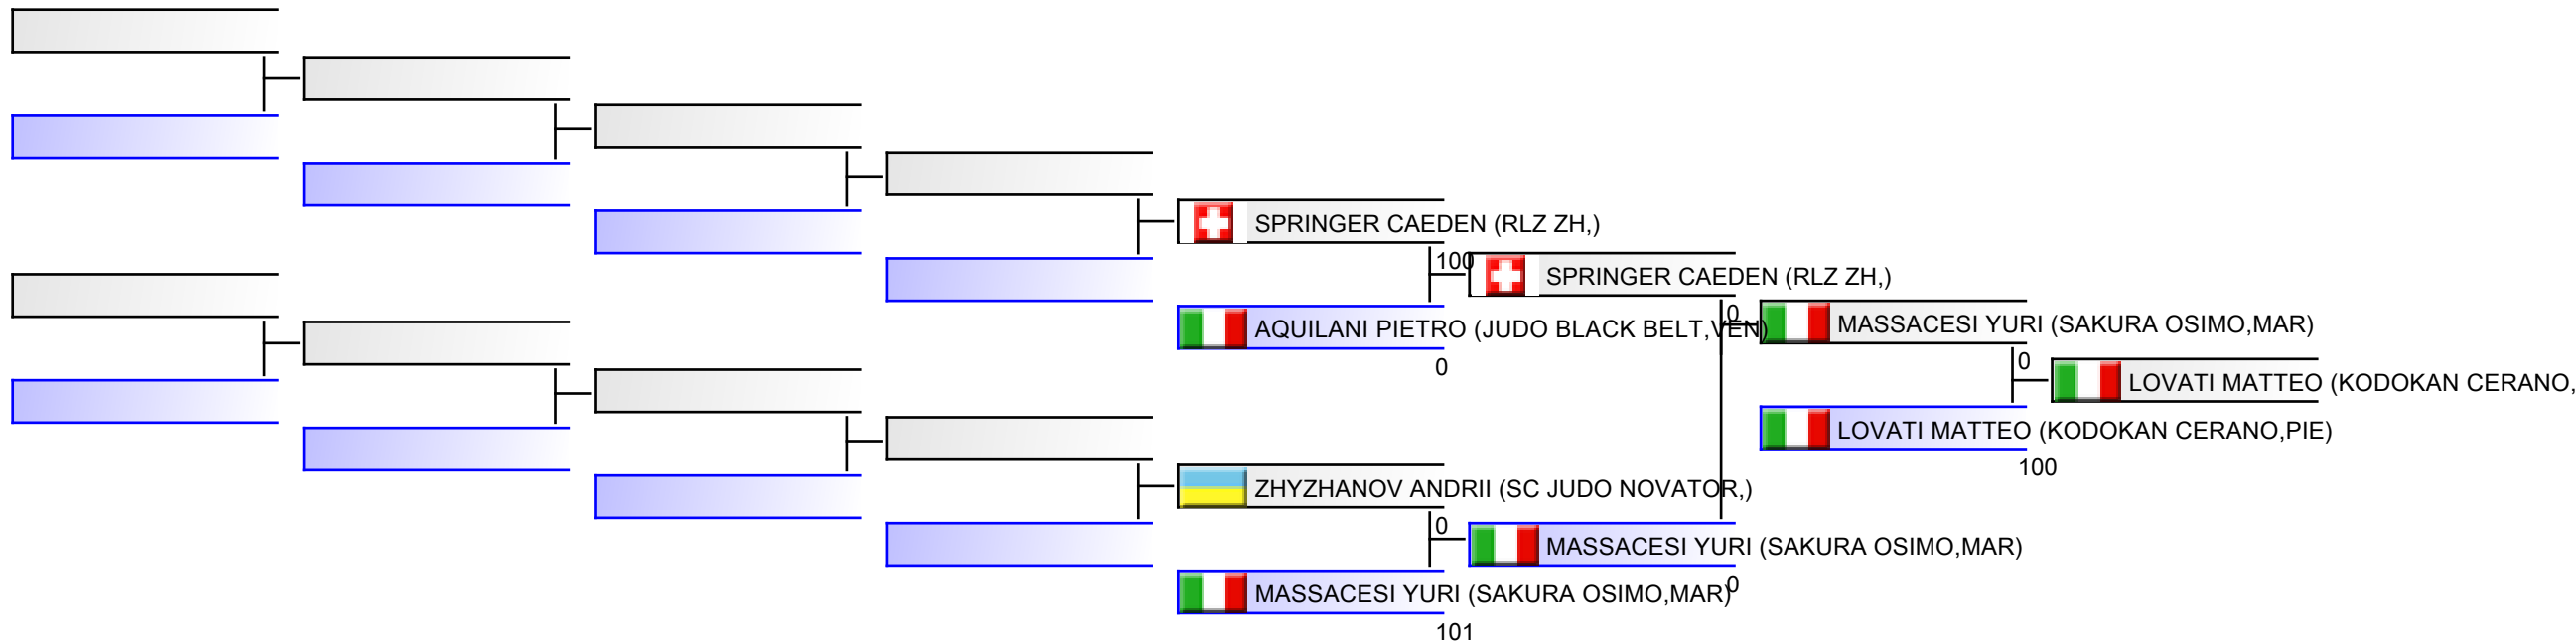 SPRINGER CAEDEN (RLZ ZH,)
100
SPRINGER CAEDEN (RLZ ZH,)
0
AQUILANI PIETRO (JUDO BLACK BELT,VEN)
0
MASSACESI YURI (SAKURA OSIMO,MAR)
0
LOVATI MATTEO (KODOKAN CERANO,
LOVATI MATTEO (KODOKAN CERANO,PIE)
100
ZHYZHANOV ANDRII (SC JUDO NOVATOR,)
0
MASSACESI YURI (SAKURA OSIMO,MAR)
0
MASSACESI YURI (SAKURA OSIMO,MAR)
101